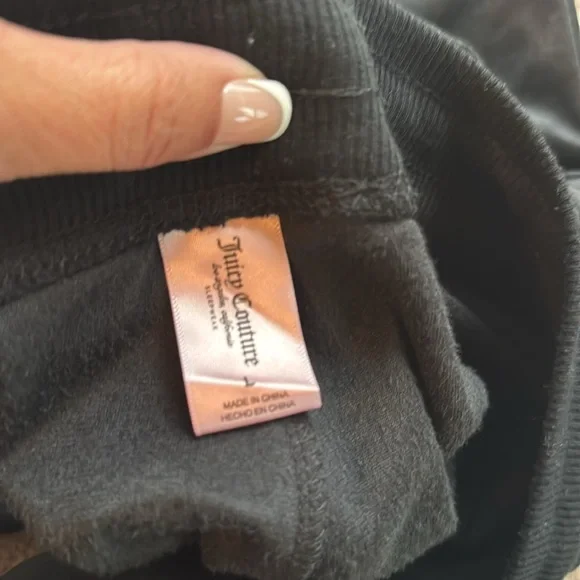 Juicy Couture
Los Angeles, California
SLEEPWEAR
L
MADE IN CHINA
HECHO EN CHINA